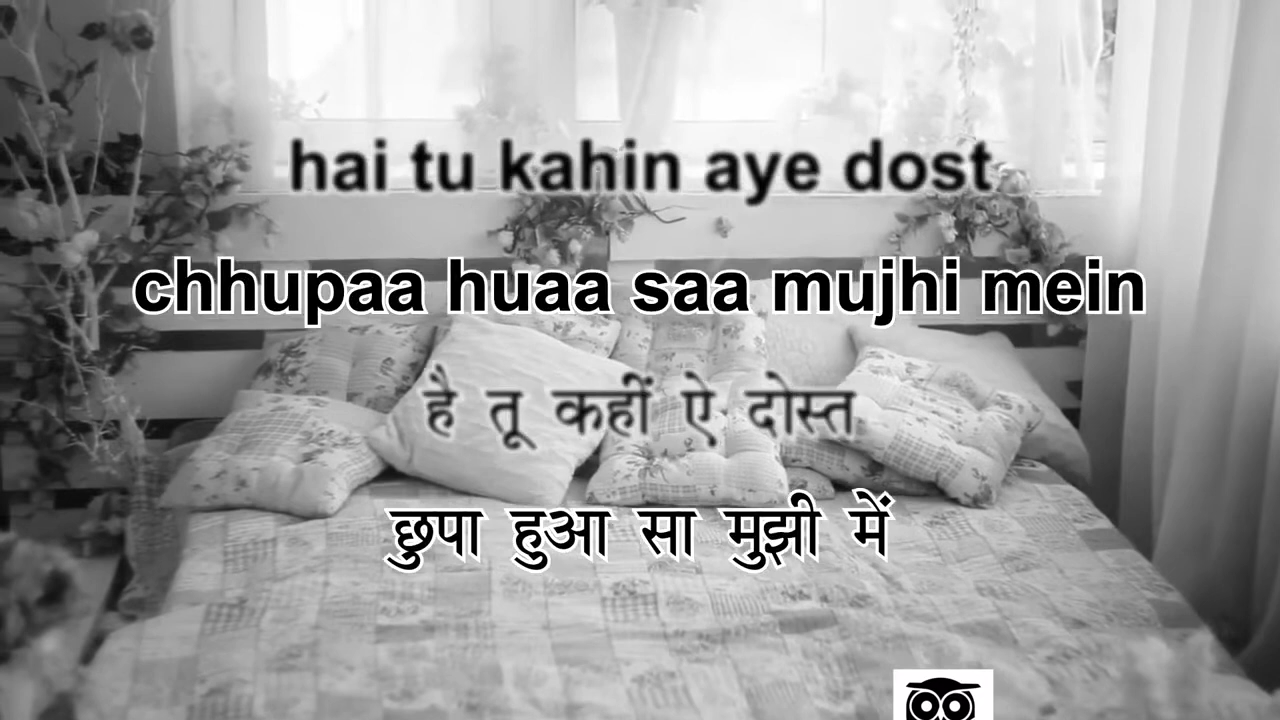 hai tu kahin aye dost
chhupaa huaa saa mujhi mein
है तू कहीं ऐ दोस्त
छुपा हुआ सा मुझी में